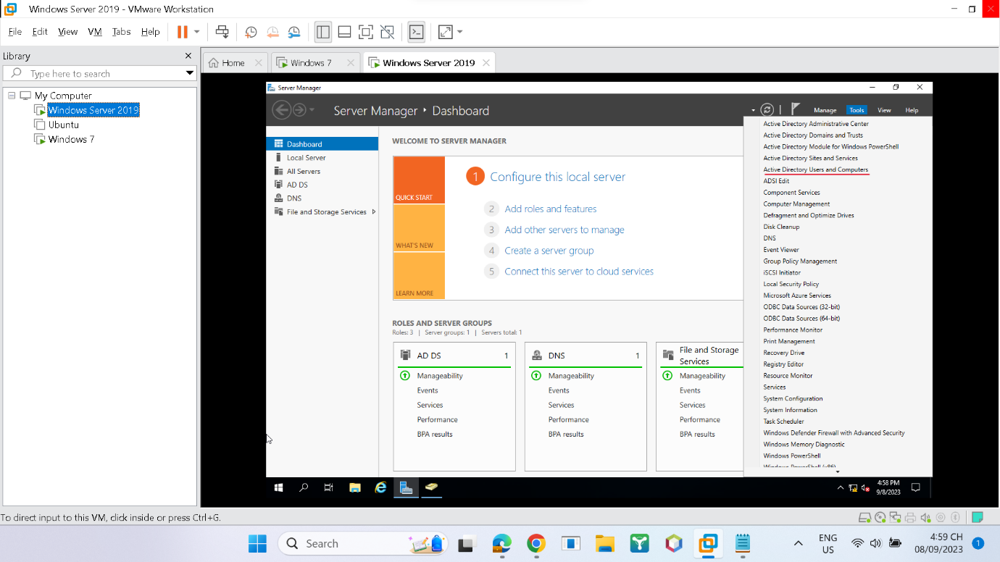 Windows Server 2019 - VMware Workstation
File Edit View VM Tabs Help
Library
Type here to search
My Computer
Windows Server 2019
Ubuntu
Windows 7
Home
Windows 7
Windows Server 2019
Server Manager
Server Manager Dashboard
Manage Tools View Help
Dashboard
Local Server
All Servers
AD DS
DNS
File and Storage Services
WELCOME TO SERVER MANAGER
QUICK START
WHAT'S NEW
LEARN MORE
1 Configure this local server
2 Add roles and features
3 Add other servers to manage
4 Create a server group
5 Connect this server to cloud services
ROLES AND SERVER GROUPS
Roles: 3 | Server groups: 1 | Servers total: 1
AD DS 1
Manageability
Events
Services
Performance
BPA results
DNS 1
Manageability
Events
Services
Performance
BPA results
File and Storage
Services
Manageability
Events
Services
Performance
BPA results
Active Directory Administrative Center
Active Directory Domains and Trusts
Active Directory Module for Windows PowerShell
Active Directory Sites and Services
Active Directory Users and Computers
ADSI Edit
Component Services
Computer Management
Defragment and Optimize Drives
Disk Cleanup
DNS
Event Viewer
Group Policy Management
iSCSI Initiator
Local Security Policy
Microsoft Azure Services
ODBC Data Sources (32-bit)
ODBC Data Sources (64-bit)
Performance Monitor
Print Management
Recovery Drive
Registry Editor
Resource Monitor
Services
System Configuration
System Information
Task Scheduler
Windows Defender Firewall with Advanced Security
Windows Memory Diagnostic
Windows PowerShell
Windows PowerShell (x86)
4:58 PM
9/8/2023
To direct input to this VM, click inside or press Ctrl+G.
Search
ENG
US
4:59 CH
08/09/2023
1